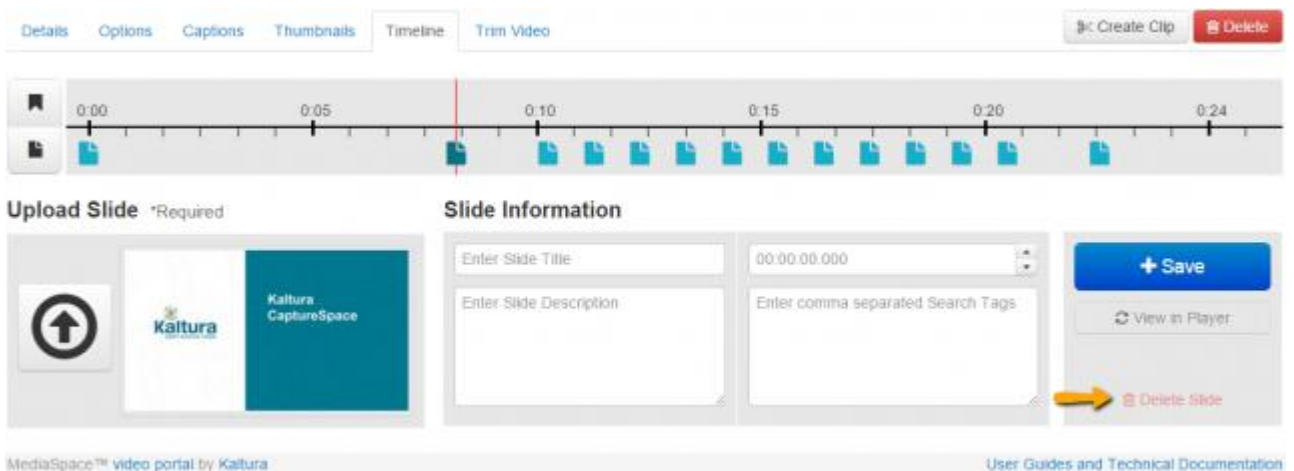 Details Options Captions Thumbnails Timeline Trim Video Create Clip Delete
0:00 0:05 0:10 0:15 0:20 0:24
Upload Slide *Required Slide Information
Enter Slide Title 00:00:00.000 + Save
Kaltura
CaptureSpace
Enter Slide Description Enter comma separated Search Tags View in Player
Kaltura
Delete Slide
MediaSpace™ video portal by Kaltura User Guides and Technical Documentation